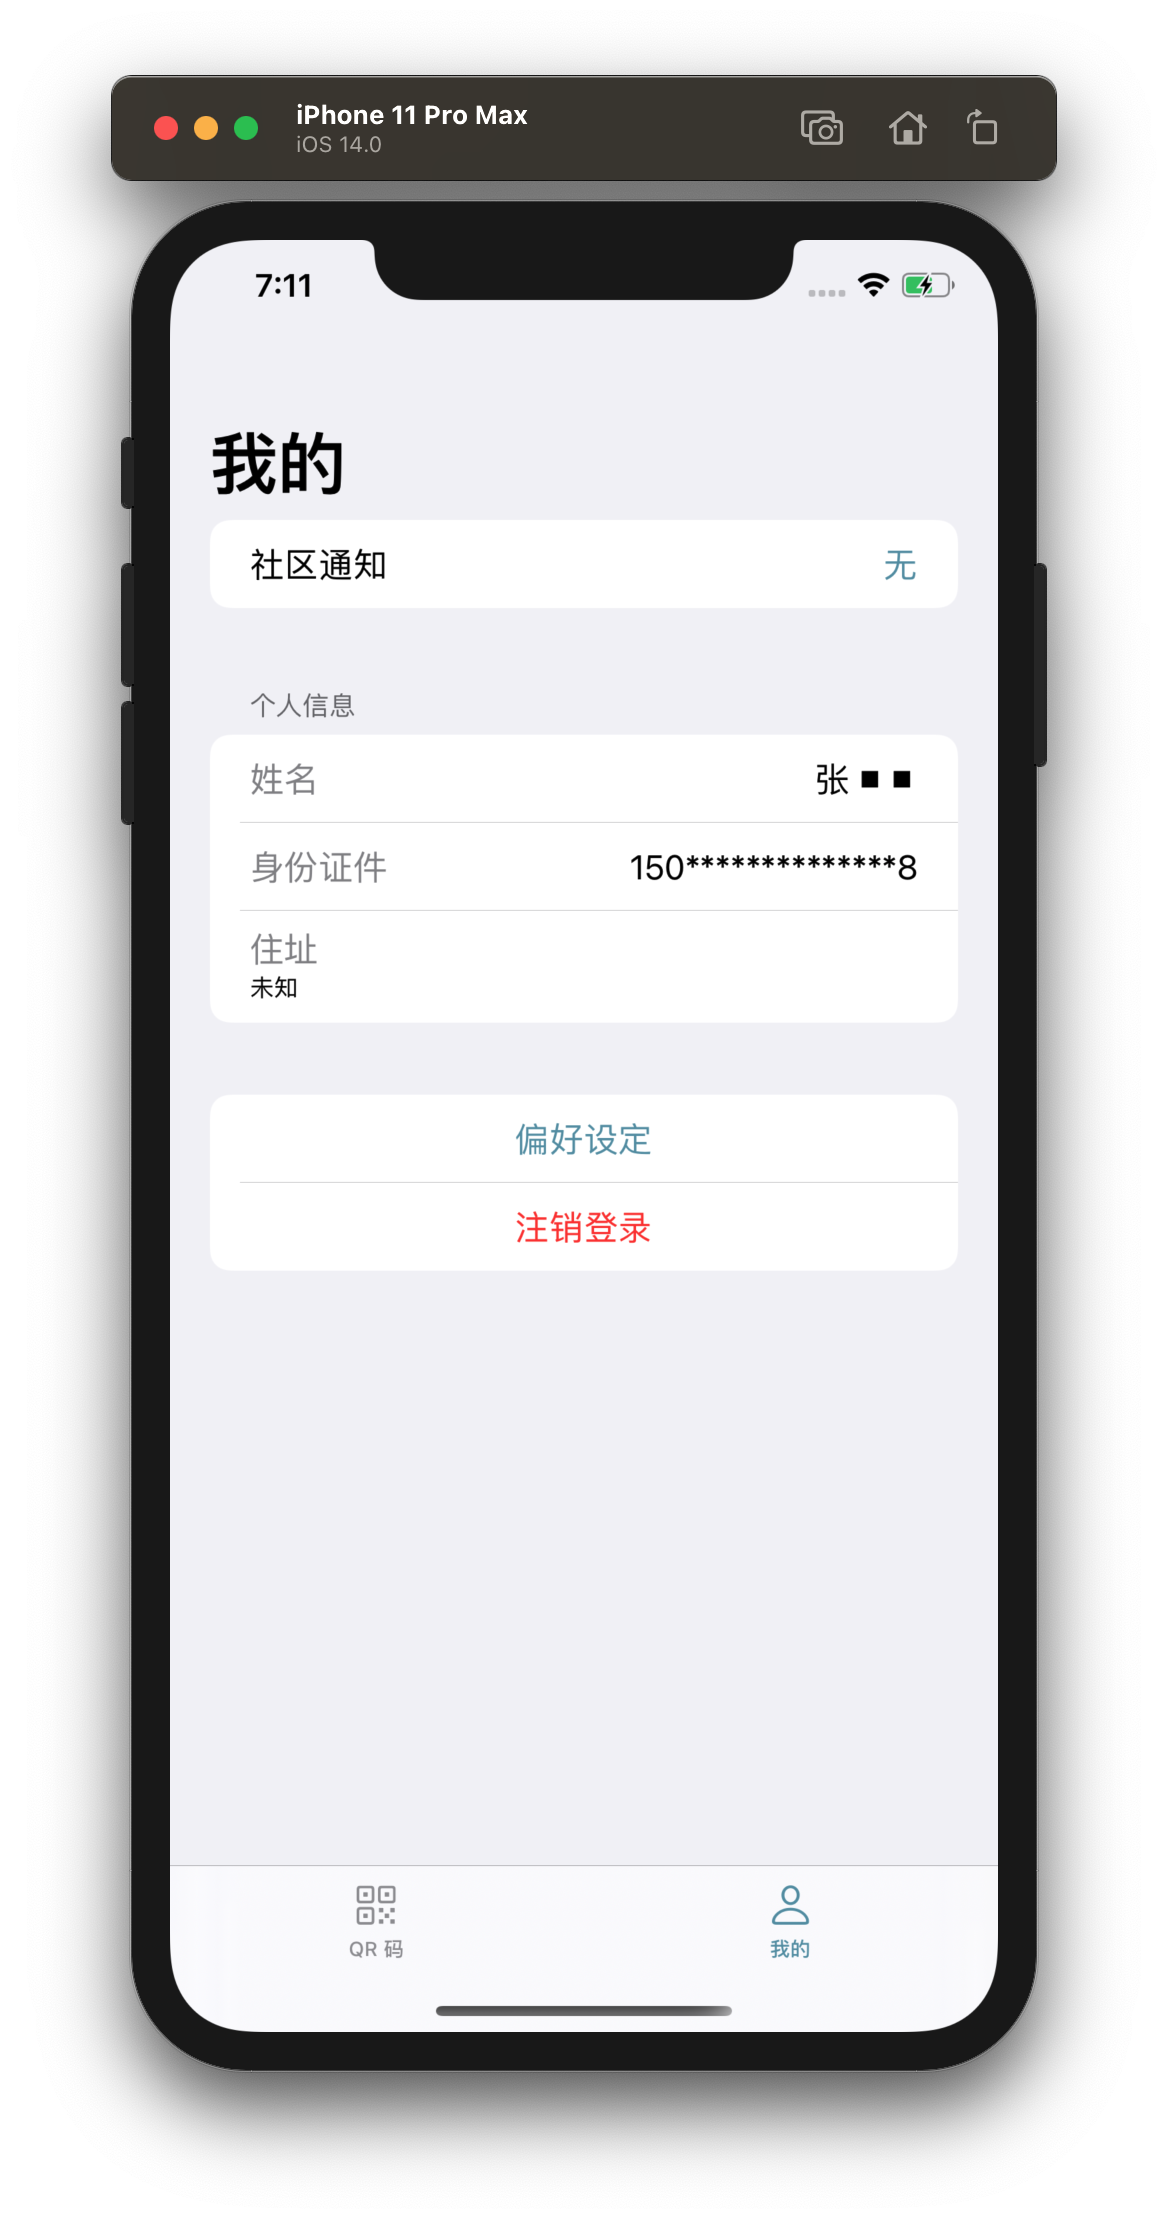 iPhone 11 Pro Max
iOS 14.0
7:11
我的
社区通知 无
个人信息
姓名 张 ■ ■
身份证件 150**************8
住址
未知
偏好设定
注销登录
QR 码 我的